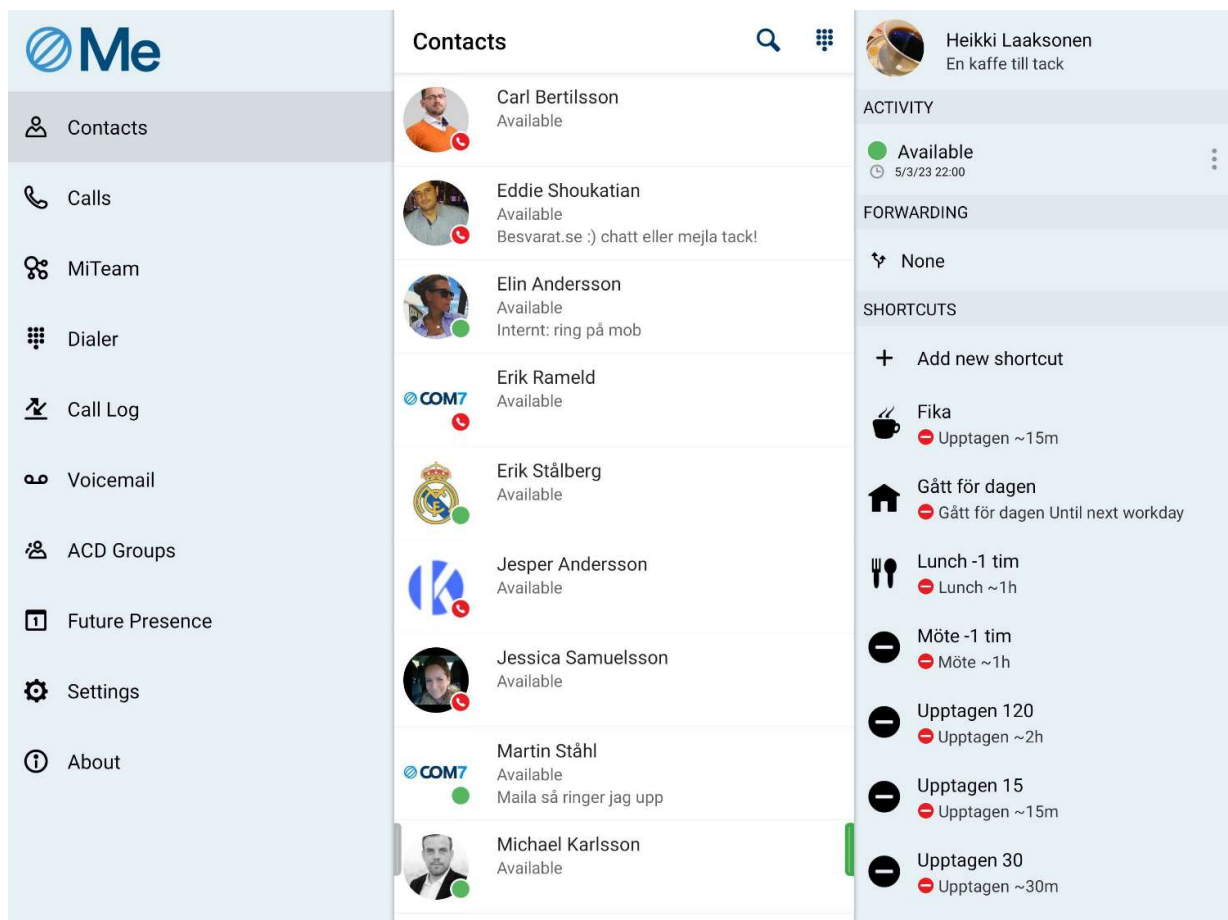 Me
Contacts
Calls
MiTeam
Dialer
Call Log
Voicemail
ACD Groups
1
Future Presence
Settings
About
Contacts
Carl Bertilsson
Available
Eddie Shoukatian
Available
Besvarat.se :) chatt eller mejla tack!
Elin Andersson
Available
Internt: ring på mob
COM7
Erik Rameld
Available
Erik Stålberg
Available
Jesper Andersson
Available
Jessica Samuelsson
Available
COM7
Martin Ståhl
Available
Maila så ringer jag upp
Michael Karlsson
Available
Heikki Laaksonen
En kaffe till tack
ACTIVITY
Available
5/3/23 22:00
FORWARDING
None
SHORTCUTS
+ Add new shortcut
Fika
Upptagen ~15m
Gått för dagen
Gått för dagen Until next workday
Lunch -1 tim
Lunch ~1h
Möte -1 tim
Möte ~1h
Upptagen 120
Upptagen ~2h
Upptagen 15
Upptagen ~15m
Upptagen 30
Upptagen ~30m